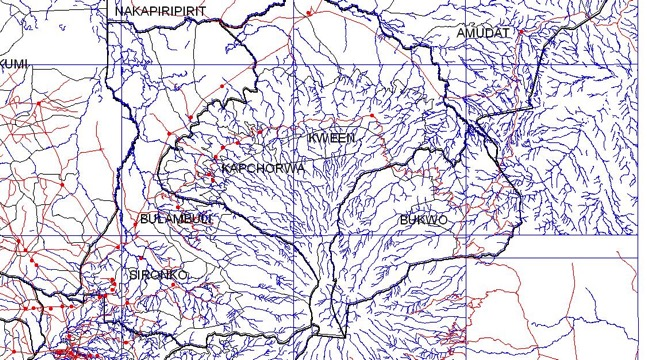 NAKAPIRIPIRIT
AMUDAT
KUMI
KWEEN
KAPCHORWA
BULAMBULI
BUKWO
SIRONKO